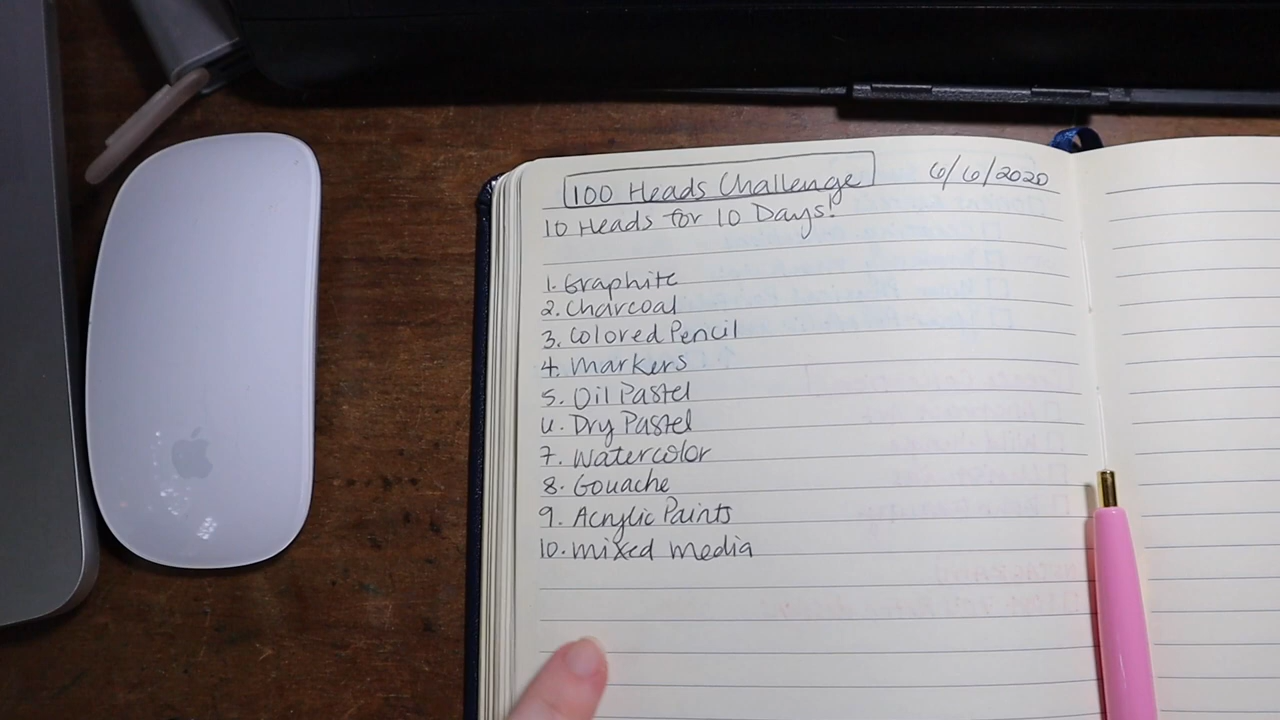 100 Heads Challenge 6/6/2020
10 Heads for 10 Days!
1. Graphite
2. Charcoal
3. Colored Pencil
4. Markers
5. Oil Pastel
6. Dry Pastel
7. Watercolor
8. Gouache
9. Acrylic Paints
10. mixed media